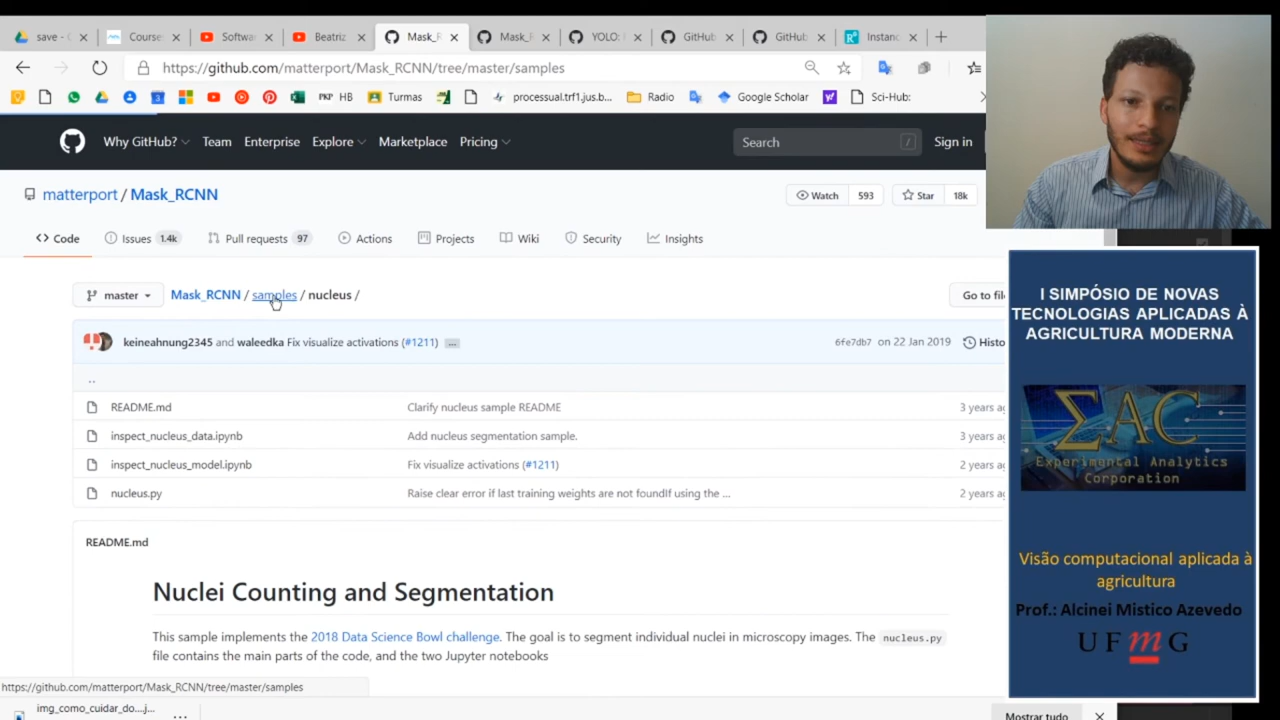 save - G
Course
Softwa
Beatriz
Mask_R
Mask_R
YOLO:
GitHub
GitHub
Instanc
https://github.com/matterport/Mask_RCNN/tree/master/samples
PKP HB
Turmas
processual.trf1.jus.b...
Radio
Google Scholar
Sci-Hub:
Why GitHub?
Team
Enterprise
Explore
Marketplace
Pricing
Search
/
Sign in
matterport / Mask_RCNN
Watch 593
Star 18k
Code
Issues 1.4k
Pull requests 97
Actions
Projects
Wiki
Security
Insights
master
Mask_RCNN / samples / nucleus /
Go to file
keineahnung2345 and waleedka Fix visualize activations (#1211) ...
6fe7db7 on 22 Jan 2019
Histo
..
README.md Clarify nucleus sample README 3 years ag
inspect_nucleus_data.ipynb Add nucleus segmentation sample. 3 years ag
inspect_nucleus_model.ipynb Fix visualize activations (#1211) 2 years ag
nucleus.py Raise clear error if last training weights are not foundIf using the ... 2 years ag
README.md
Nuclei Counting and Segmentation
This sample implements the 2018 Data Science Bowl challenge. The goal is to segment individual nuclei in microscopy images. The nucleus.py
file contains the main parts of the code, and the two Jupyter notebooks
https://github.com/matterport/Mask_RCNN/tree/master/samples
img_como_cuidar_do....j...
Mostrar tudo
I SIMPÓSIO DE NOVAS
TECNOLOGIAS APLICADAS À
AGRICULTURA MODERNA
ΣAC
Experimental Analytics
Corporation
Visão computacional aplicada à
agricultura
Prof.: Alcinei Mistico Azevedo
UFmG